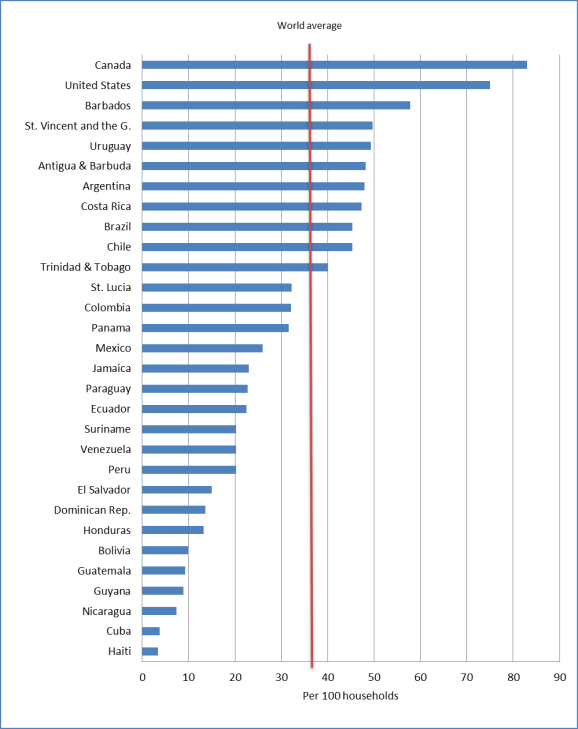 World average
Canada
United States
Barbados
St. Vincent and the G.
Uruguay
Antigua & Barbuda
Argentina
Costa Rica
Brazil
Chile
Trinidad & Tobago
St. Lucia
Colombia
Panama
Mexico
Jamaica
Paraguay
Ecuador
Suriname
Venezuela
Peru
El Salvador
Dominican Rep.
Honduras
Bolivia
Guatemala
Guyana
Nicaragua
Cuba
Haiti
0 10 20 30 40 50 60 70 80 90
Per 100 households